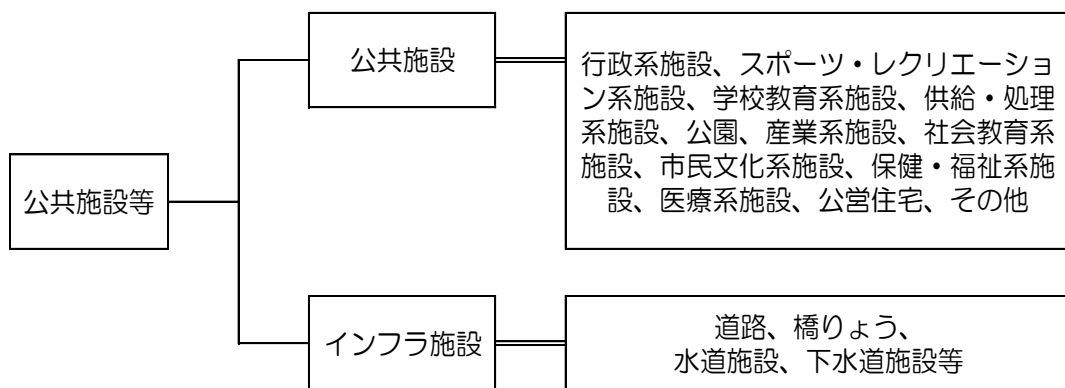 公共施設等
公共施設
行政系施設、スポーツ・レクリエーショ
ン系施設、学校教育系施設、供給・処理
系施設、公園、産業系施設、社会教育系
施設、市民文化系施設、保健・福祉系施
設、医療系施設、公営住宅、その他
インフラ施設
道路、橋りょう、
水道施設、下水道施設等